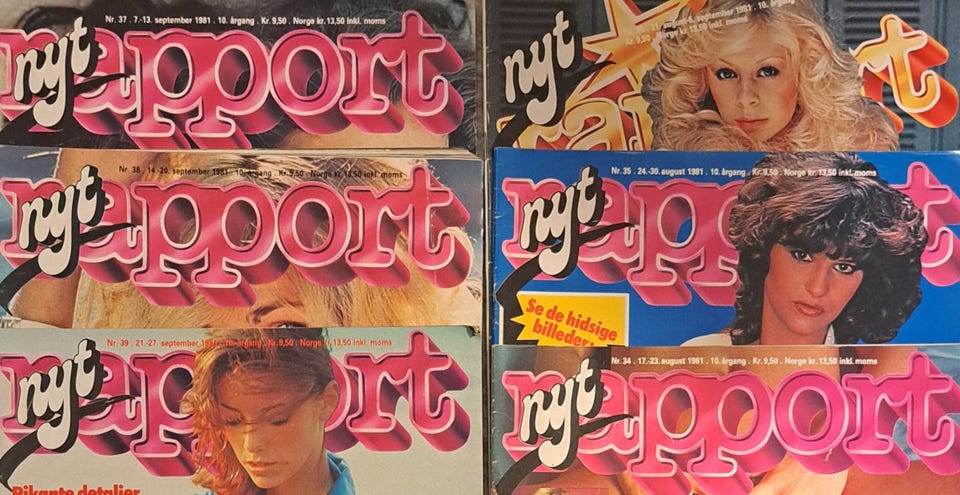 Nr. 37 . 7.-13. september 1981 . 10. årgang . Kr. 9,50 . Norge kr. 13,50 inkl. moms
nyt
rapport
Nr. 38 . 14.-20. september 1981 . 10. årgang . Kr. 9,50 . Norge kr. 13,50 inkl. moms
nyt
rapport
Nr. 39 . 21.-27. september 1981 . 10. årgang . Kr. 9,50 . Norge kr. 13,50 inkl. moms
nyt
rapport
Pikante detaljer
september 1981 . 10. årgang
Kr. 9,50 . Norge kr. 13,50 inkl. moms
nyt
rapport
Nr. 35 . 24.-30. august 1981 . 10. årgang . Kr. 9,50 . Norge kr. 13,50 inkl. moms
nyt
rapport
Se de hidsige
billeder
Nr. 34 . 17.-23. august 1981 . 10. årgang . Kr. 9,50 . Norge kr. 13,50 inkl. moms
nyt
rapport